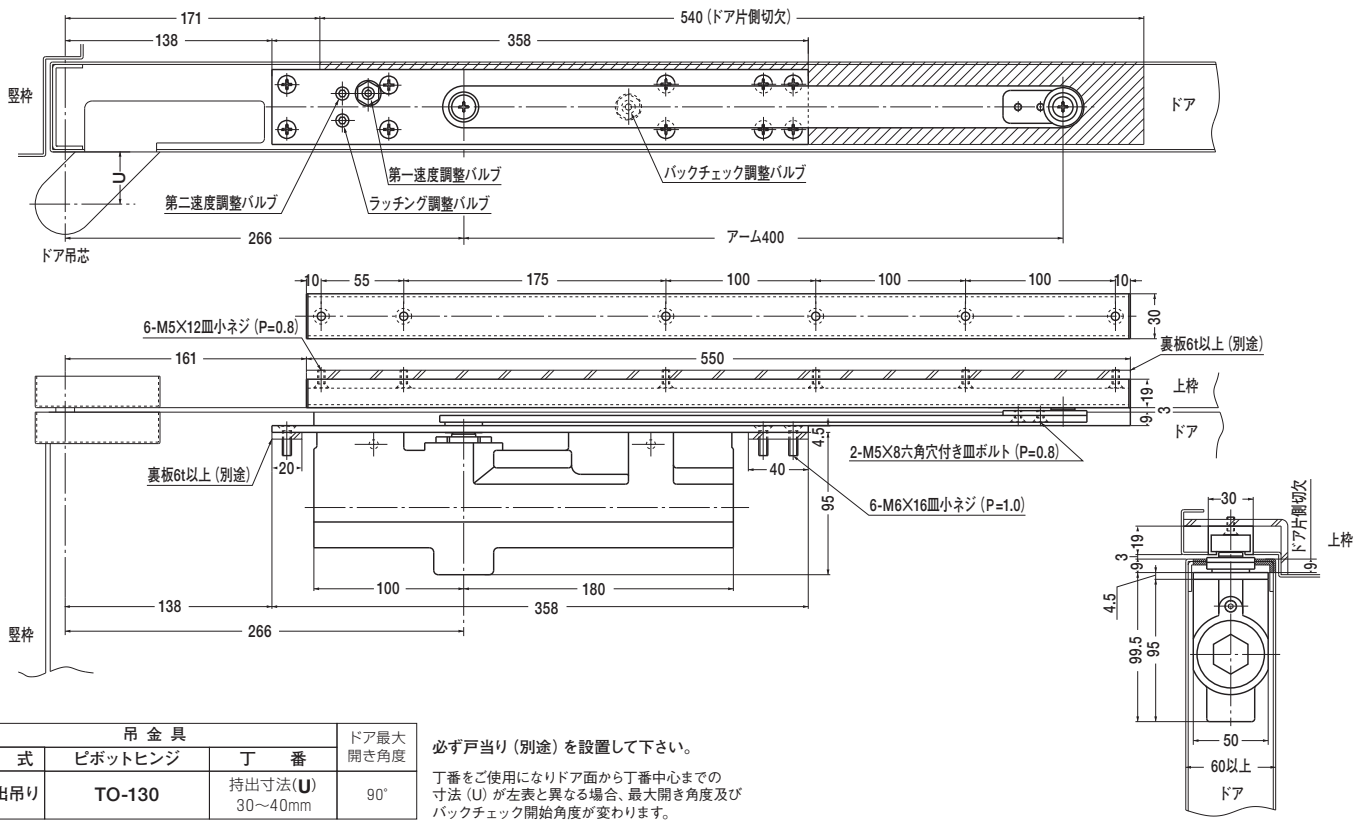 171
540 (ドア片側切欠)
138
358
竪枠
ドア
U
第一速度調整バルブ
バックチェック調整バルブ
第二速度調整バルブ
ラッチング調整バルブ
266
アーム400
ドア吊芯
10
55
175
100
100
100
10
30
6-M5×12皿小ネジ (P=0.8)
裏板6t以上 (別途)
161
550
上枠
19
3
9
ドア
4.5
裏板6t以上 (別途)
20
40
2-M5×8六角穴付き皿ボルト (P=0.8)
95
6-M6×16皿小ネジ (P=1.0)
100
180
138
358
266
竪枠
30
ドア片側切欠
上枠
19
3
9
9
4.5
99.5
95
50
60以上
ドア
吊金具
ドア最大
開き角度
式
ピボットヒンジ
丁番
出吊り
TO-130
持出寸法(U)
30~40mm
90°
必ず戸当り (別途) を設置して下さい。
丁番をご使用になりドア面から丁番中心までの
寸法 (U) が左表と異なる場合、最大開き角度及び
バックチェック開始角度が変わります。